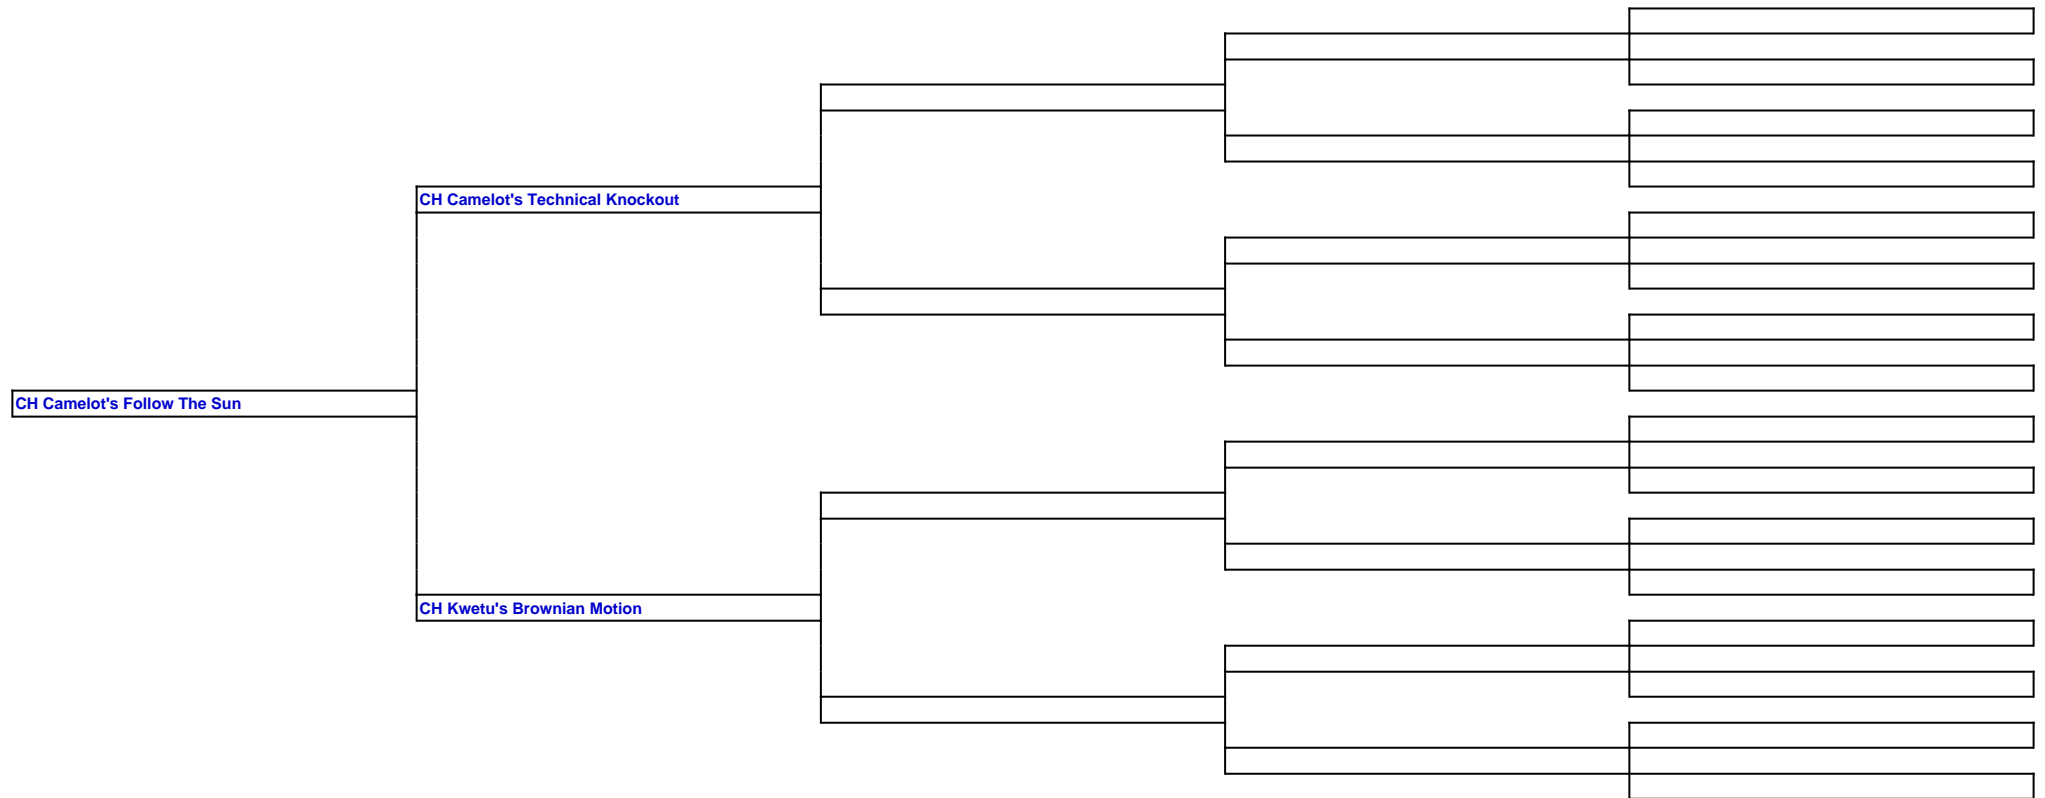 CH Camelot's Technical Knockout
CH Camelot's Follow The Sun
CH Kwetu's Brownian Motion